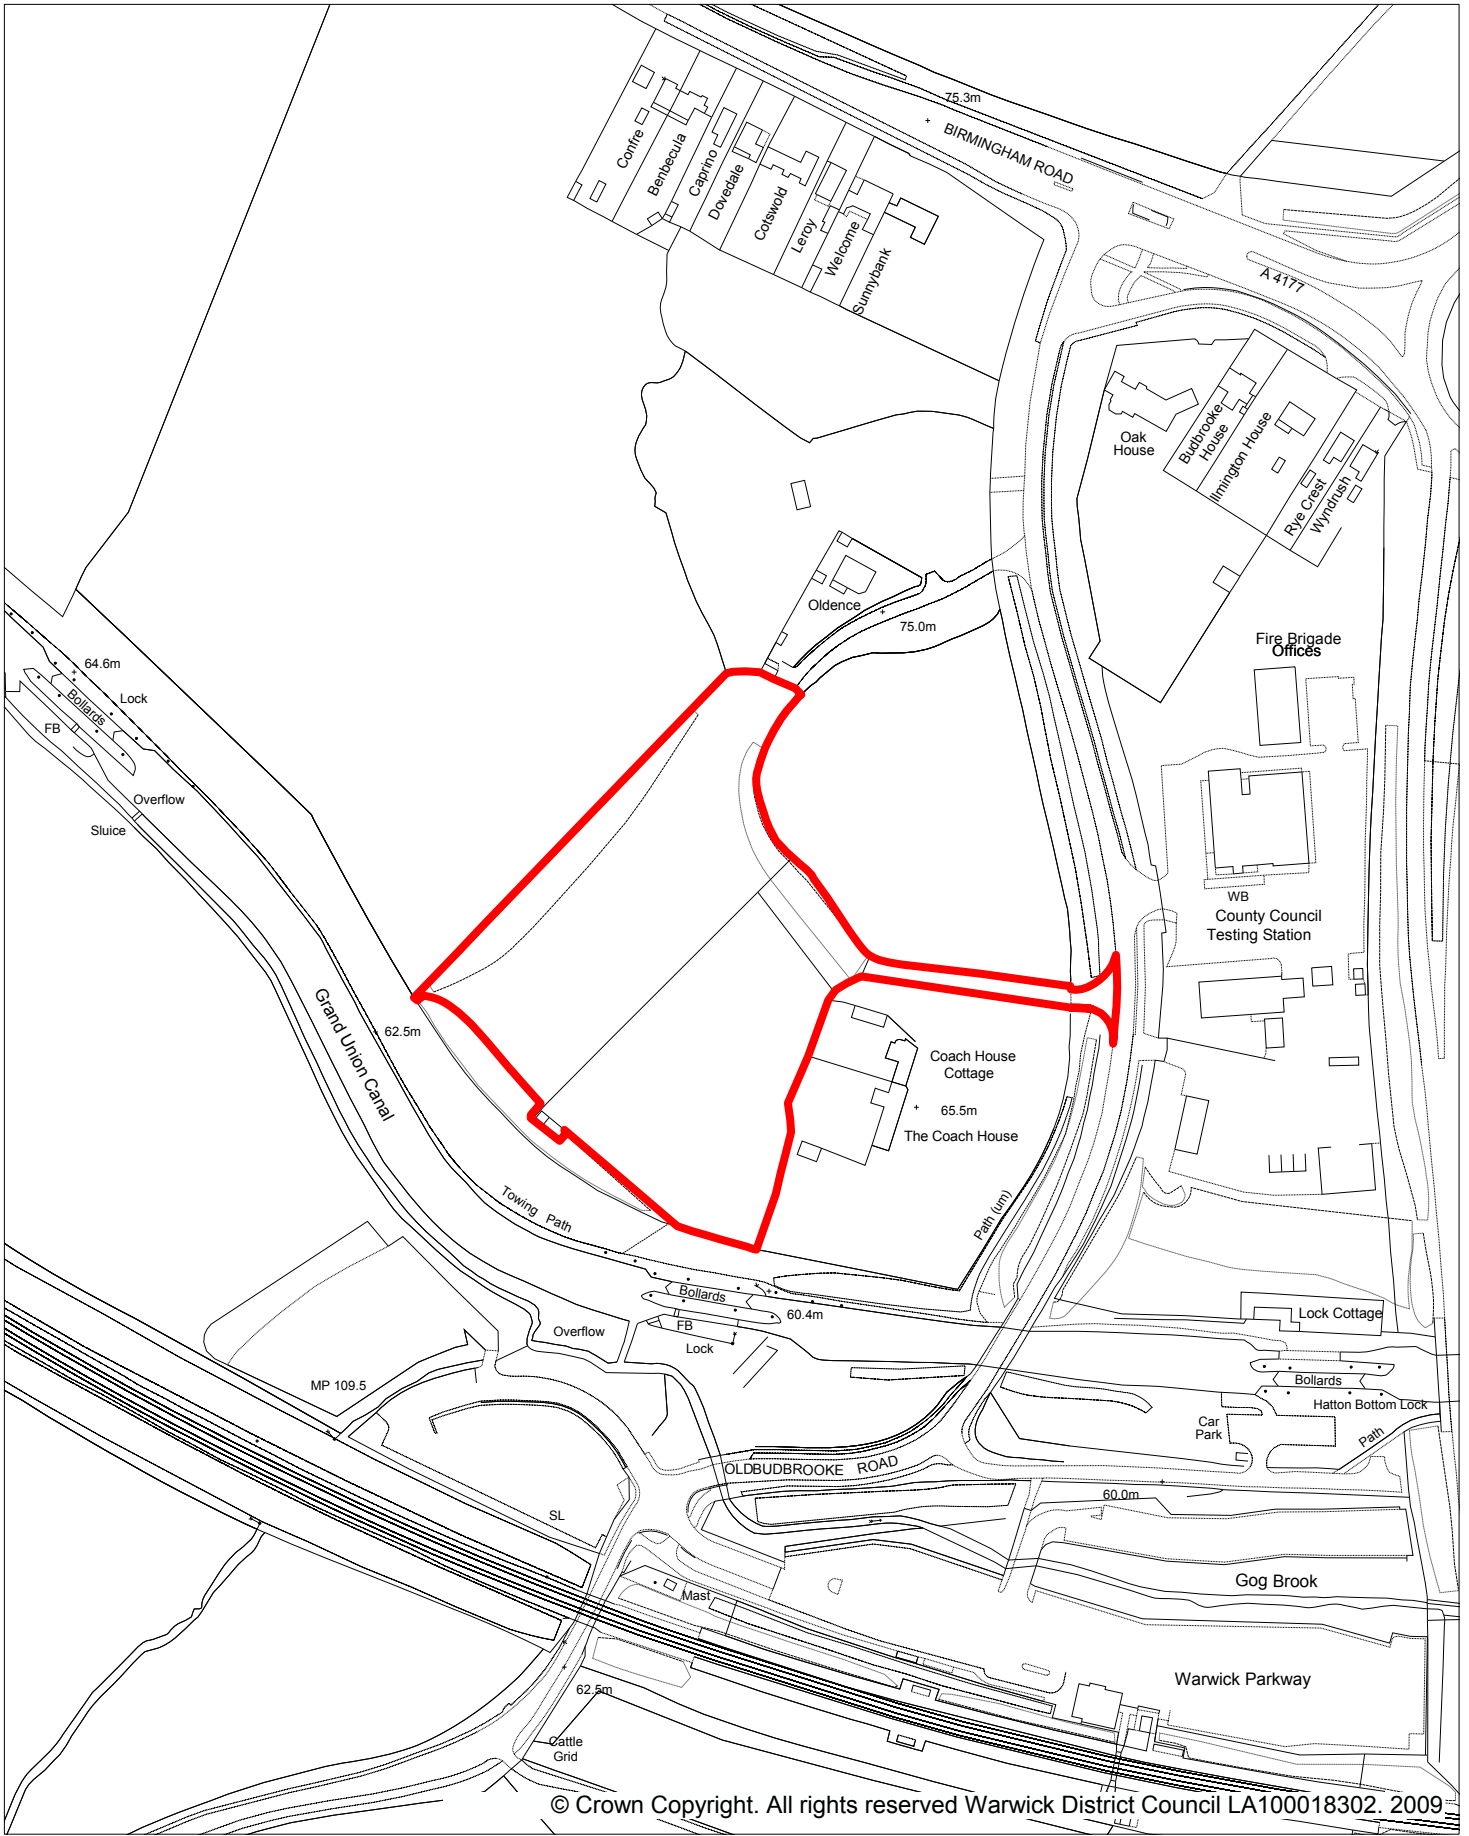 75.3m
BIRMINGHAM ROAD
Confre
Benbecula
Caprino
Dovedale
Cotswold
Leroy
Welcome
Sunnybank
A 4177
Oak
House
Budbrooke
House
Ilmington House
Rye Crest
Wyndrush
Oldence
75.0m
Fire Brigade
Offices
64.6m
Lock
Bollards
FB
Overflow
Sluice
WB
County Council
Testing Station
Grand Union Canal
62.5m
Coach House
Cottage
65.5m
The Coach House
Towing Path
Path (um)
Bollards
60.4m
FB
Lock
Overflow
Lock Cottage
Bollards
Hatton Bottom Lock
MP 109.5
Car
Park
Path
OLDBUDBROOKE ROAD
60.0m
SL
Gog Brook
Mast
Warwick Parkway
62.5m
Cattle
Grid
© Crown Copyright. All rights reserved Warwick District Council LA100018302. 2009